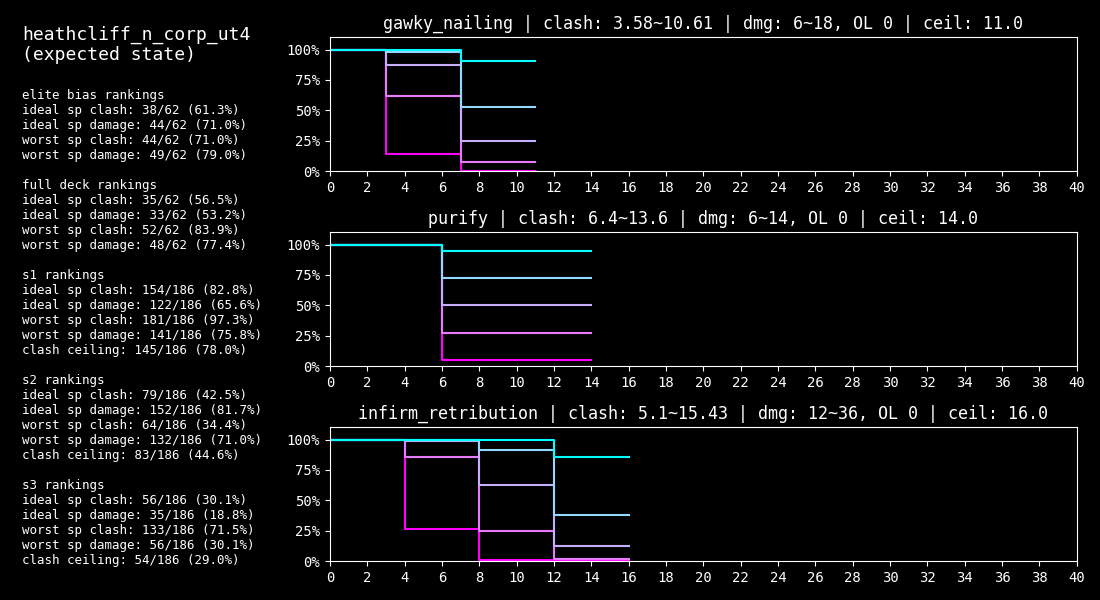 heathcliff_n_corp_ut4
(expected state)
elite bias rankings
ideal sp clash: 38/62 (61.3%)
ideal sp damage: 44/62 (71.0%)
worst sp clash: 44/62 (71.0%)
worst sp damage: 49/62 (79.0%)
full deck rankings
ideal sp clash: 35/62 (56.5%)
ideal sp damage: 33/62 (53.2%)
worst sp clash: 52/62 (83.9%)
worst sp damage: 48/62 (77.4%)
s1 rankings
ideal sp clash: 154/186 (82.8%)
ideal sp damage: 122/186 (65.6%)
worst sp clash: 181/186 (97.3%)
worst sp damage: 141/186 (75.8%)
clash ceiling: 145/186 (78.0%)
s2 rankings
ideal sp clash: 79/186 (42.5%)
ideal sp damage: 152/186 (81.7%)
worst sp clash: 64/186 (34.4%)
worst sp damage: 132/186 (71.0%)
clash ceiling: 83/186 (44.6%)
s3 rankings
ideal sp clash: 56/186 (30.1%)
ideal sp damage: 35/186 (18.8%)
worst sp clash: 133/186 (71.5%)
worst sp damage: 56/186 (30.1%)
clash ceiling: 54/186 (29.0%)
gawky_nailing | clash: 3.58~10.61 | dmg: 6~18, OL 0 | ceil: 11.0
100%
75%
50%
25%
0%
0 2 4 6 8 10 12 14 16 18 20 22 24 26 28 30 32 34 36 38 40
purify | clash: 6.4~13.6 | dmg: 6~14, OL 0 | ceil: 14.0
100%
75%
50%
25%
0%
0 2 4 6 8 10 12 14 16 18 20 22 24 26 28 30 32 34 36 38 40
infirm_retribution | clash: 5.1~15.43 | dmg: 12~36, OL 0 | ceil: 16.0
100%
75%
50%
25%
0%
0 2 4 6 8 10 12 14 16 18 20 22 24 26 28 30 32 34 36 38 40